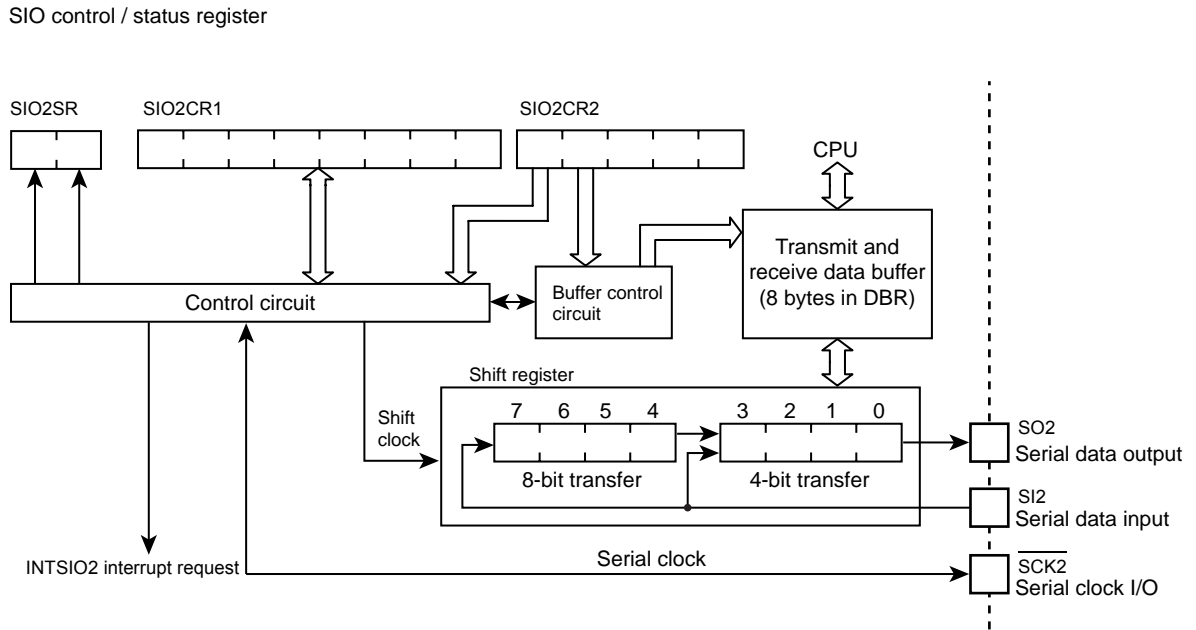 SIO control / status register
SIO2SR
SIO2CR1
SIO2CR2
CPU
Transmit and
receive data buffer
(8 bytes in DBR)
Control circuit
Buffer control
circuit
Shift register
Shift
clock
7 6 5 4 3 2 1 0
8-bit transfer
4-bit transfer
SO2
Serial data output
SI2
Serial data input
INTSIO2 interrupt request
Serial clock
SCK2
Serial clock I/O